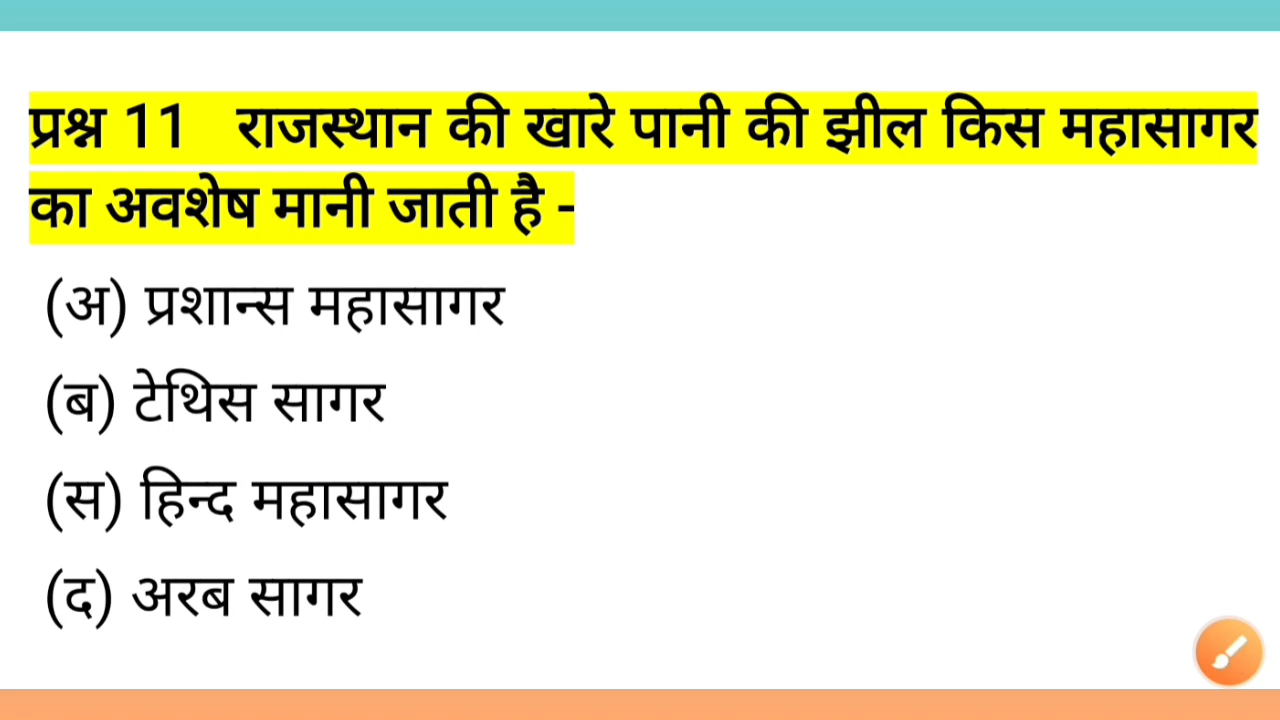 प्रश्न 11 राजस्थान की खारे पानी की झील किस महासागर
का अवशेष मानी जाती है -
(अ) प्रशान्स महासागर
(ब) टेथिस सागर
(स) हिन्द महासागर
(द) अरब सागर